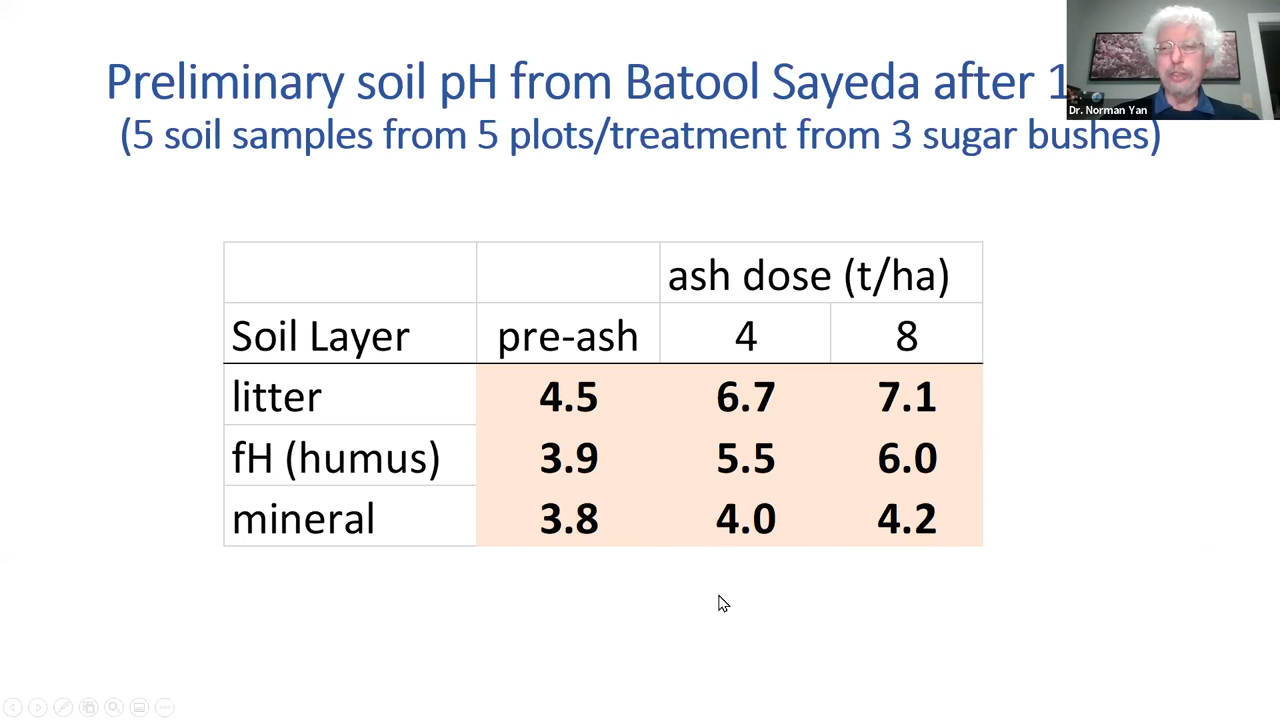 Preliminary soil pH from Batool Sayeda after 1
(5 soil samples from 5 plots/treatment from 3 sugar bushes)
Dr. Norman Yan
ash dose (t/ha)
Soil Layer pre-ash 4 8
litter 4.5 6.7 7.1
fH (humus) 3.9 5.5 6.0
mineral 3.8 4.0 4.2